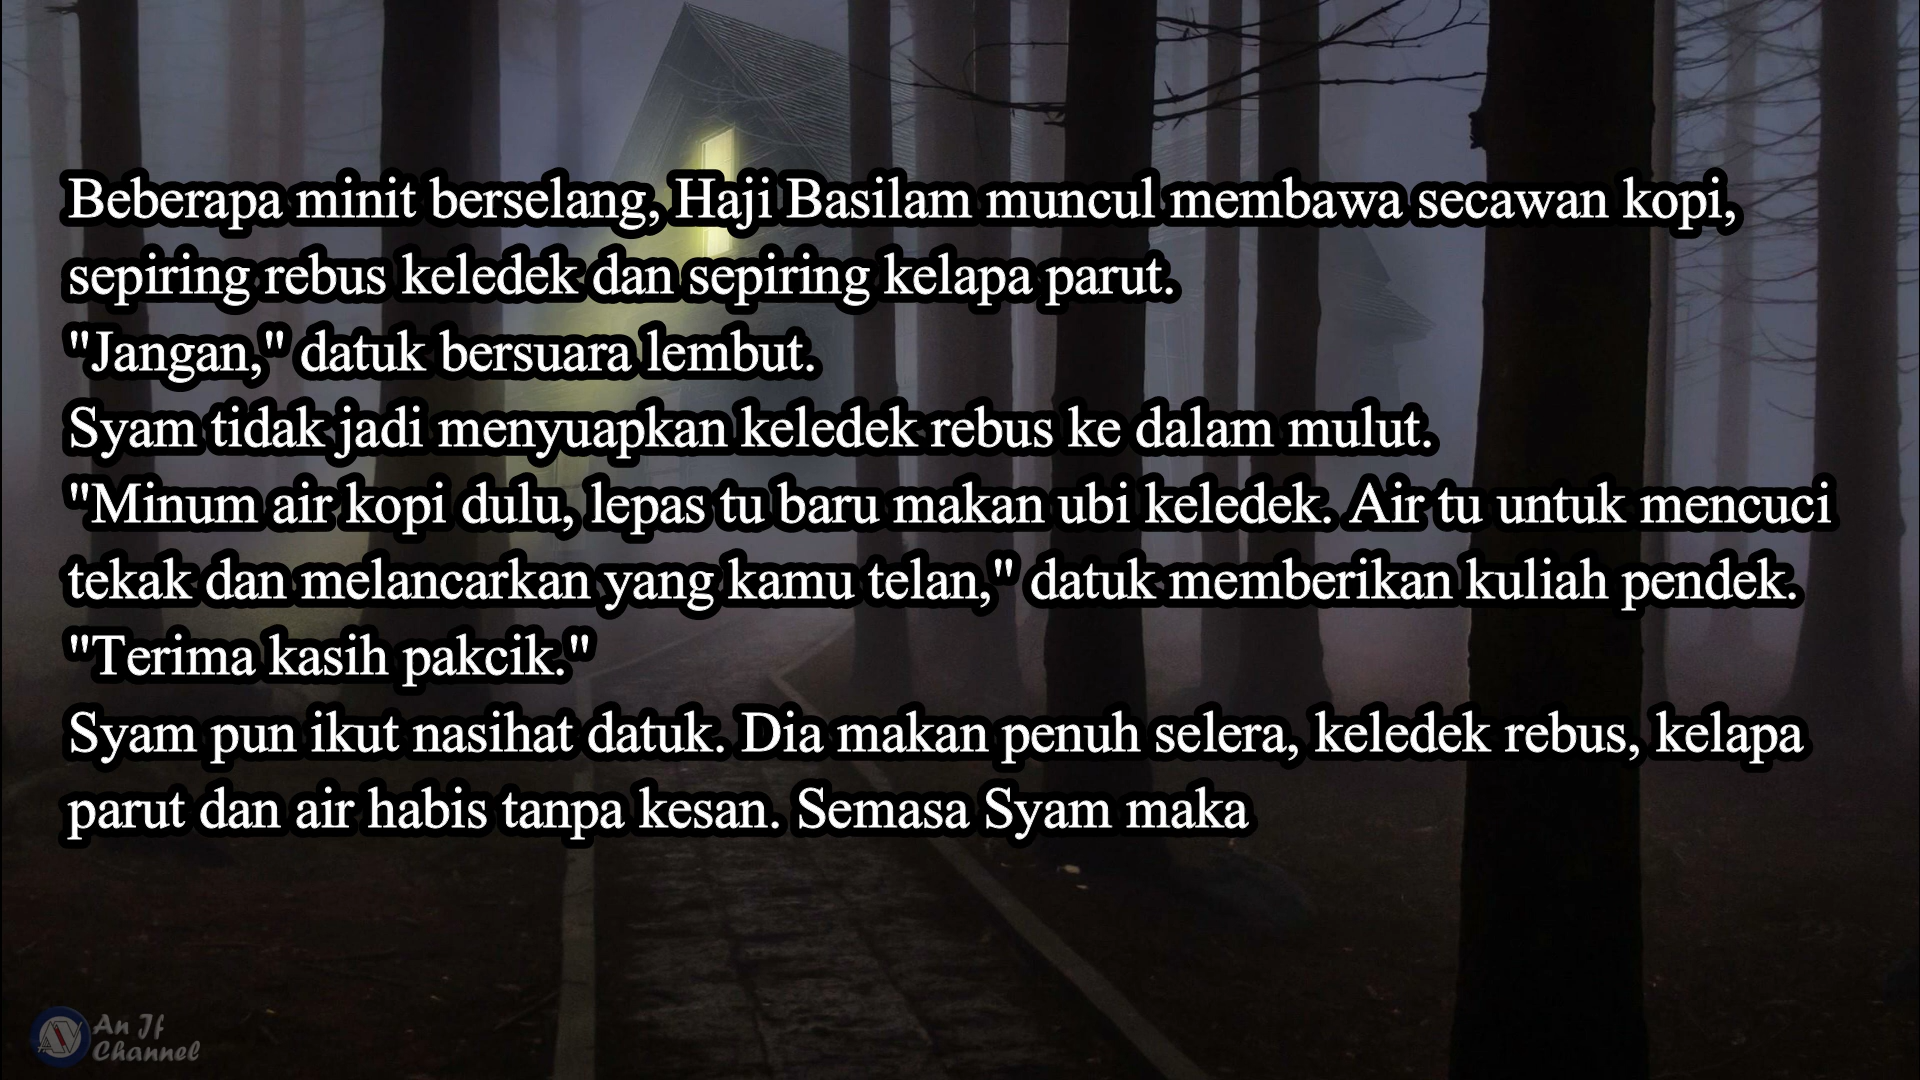 Beberapa minit berselang, Haji Basilam muncul membawa secawan kopi,
sepiring rebus keledek dan sepiring kelapa parut.
"Jangan," datuk bersuara lembut.
Syam tidak jadi menyuapkan keledek rebus ke dalam mulut.
"Minum air kopi dulu, lepas tu baru makan ubi keledek. Air tu untuk mencuci
tekak dan melancarkan yang kamu telan," datuk memberikan kuliah pendek.
"Terima kasih pakcik."
Syam pun ikut nasihat datuk. Dia makan penuh selera, keledek rebus, kelapa
parut dan air habis tanpa kesan. Semasa Syam maka
An Jf
Channel